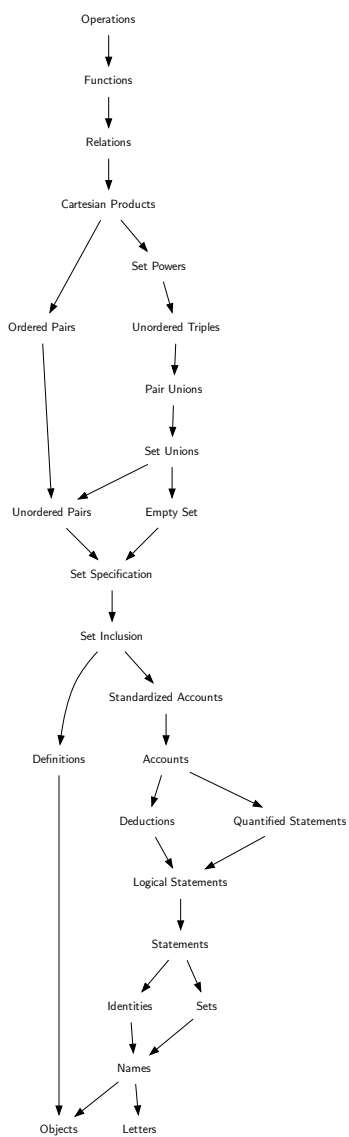 Operations
Functions
Relations
Cartesian Products
Set Powers
Ordered Pairs
Unordered Triples
Pair Unions
Set Unions
Unordered Pairs
Empty Set
Set Specification
Set Inclusion
Standardized Accounts
Definitions
Accounts
Deductions
Quantified Statements
Logical Statements
Statements
Identities
Sets
Names
Objects
Letters